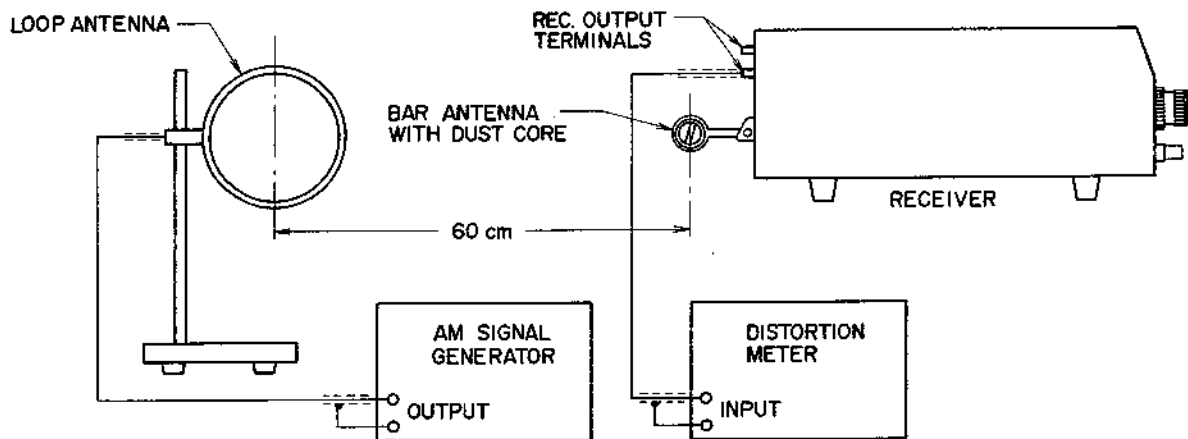 LOOP ANTENNA
REC. OUTPUT
TERMINALS
BAR ANTENNA
WITH DUST CORE
RECEIVER
60 cm
AM SIGNAL
GENERATOR
OUTPUT
DISTORTION
METER
INPUT